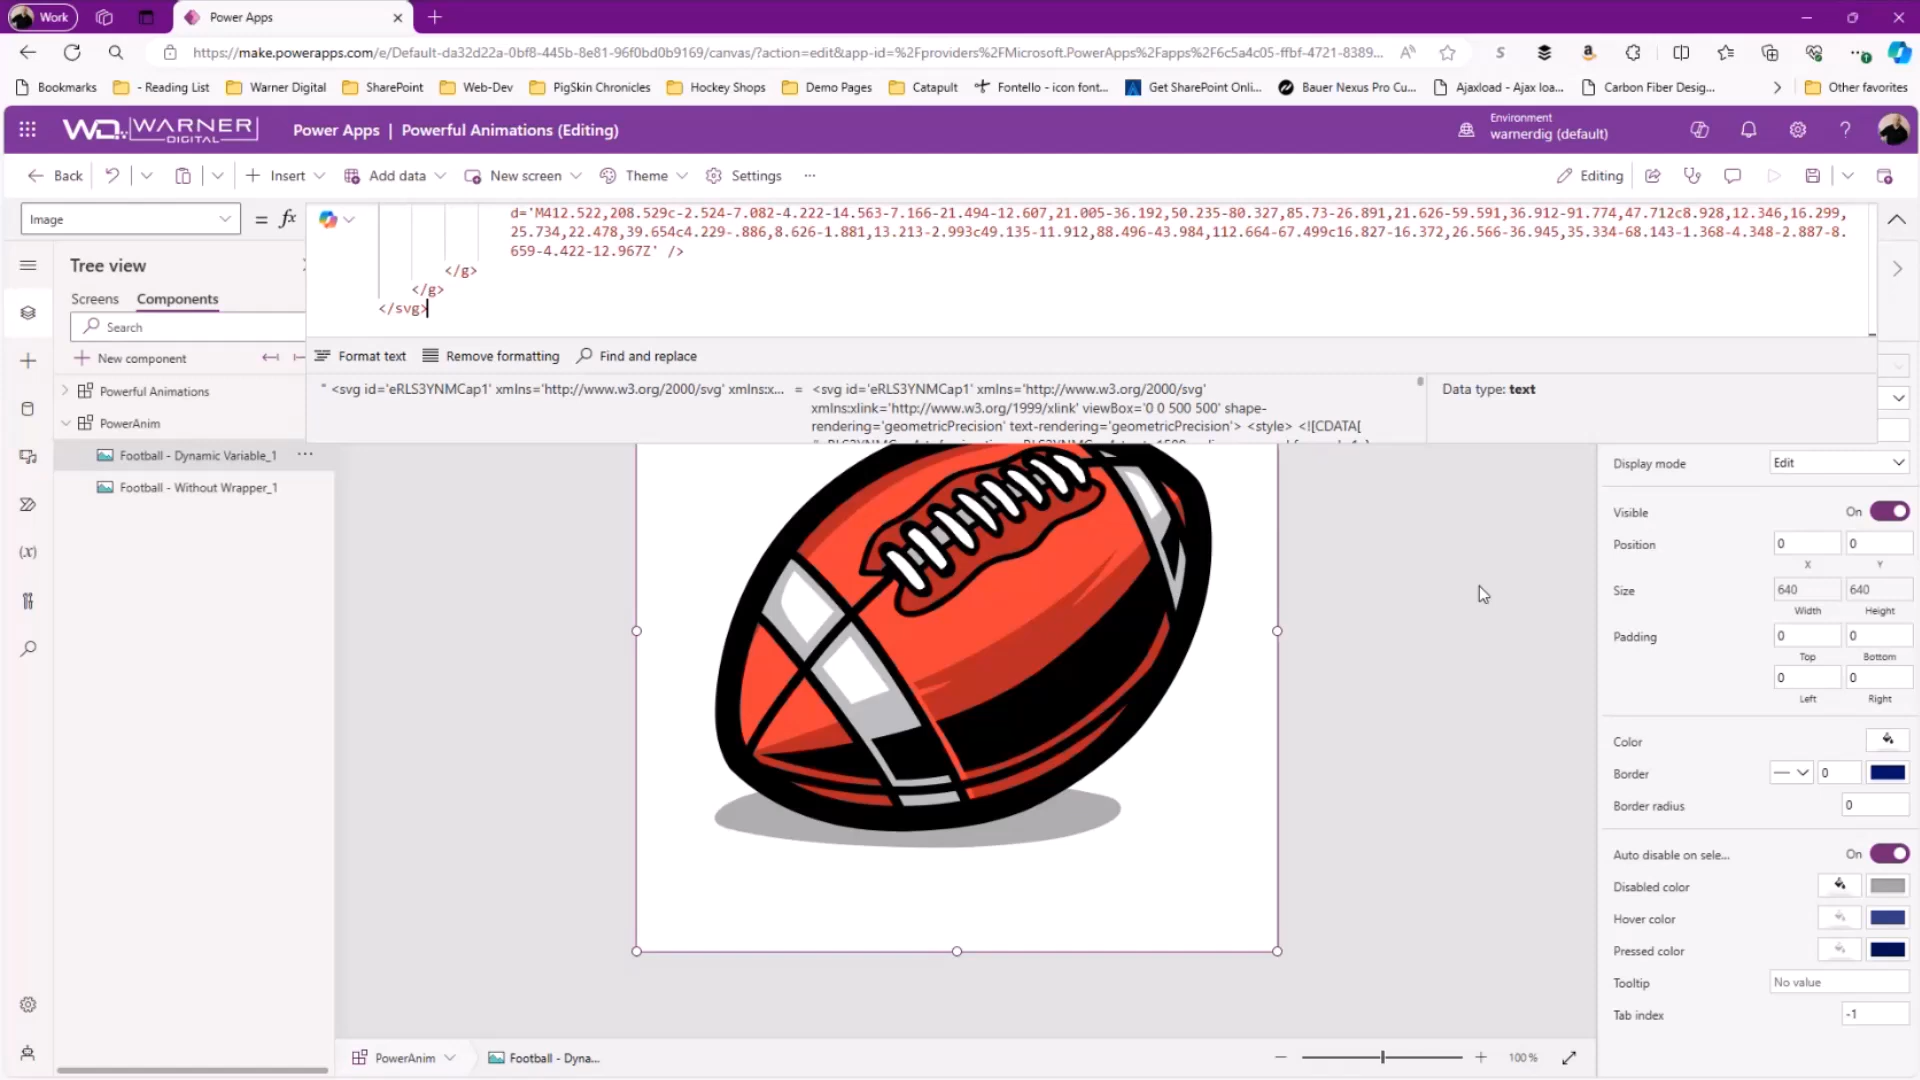 Work
Power Apps
https://make.powerapps.com/e/Default-da32d22a-0bf8-445b-8e81-96f0bd0b9169/canvas/?action=edit&app-id=%2Fproviders%2FMicrosoft.PowerApps%2Fapps%2F6c5a4c05-ffbf-4721-8389...
Bookmarks
- Reading List
Warner Digital
SharePoint
Web-Dev
PigSkin Chronicles
Hockey Shops
Demo Pages
Catapult
Fontello - icon font...
Get SharePoint Onli...
Bauer Nexus Pro Cu...
Ajaxload - Ajax loa...
Carbon Fiber Desig...
Other favorites
WARNER
DIGITAL
Power Apps | Powerful Animations (Editing)
Environment
warnerdig (default)
Back
Insert
Add data
New screen
Theme
Settings
...
Editing
Image
= fx
d='M412.522,208.529c-2.524-7.082-4.222-14.563-7.166-21.494-12.607,21.005-36.192,50.235-80.327,85.73-26.891,21.626-59.591,36.912-91.774,47.712c8.928,12.346,16.299,
25.734,22.478,39.654c4.229-.886,8.626-1.881,13.213-2.993c49.135-11.912,88.496-43.984,112.664-67.499c16.827-16.372,26.566-36.945,35.334-68.143-1.368-4.348-2.887-8.
659-4.422-12.967Z' />
</g>
</g>
</svg>
Format text
Remove formatting
Find and replace
" <svg id='eRLS3YNMCap1' xmlns='http://www.w3.org/2000/svg' xmlns:x...
=
<svg id='eRLS3YNMCap1' xmlns='http://www.w3.org/2000/svg'
xmlns:xlink='http://www.w3.org/1999/xlink' viewBox='0 0 500 500' shape-
rendering='geometricPrecision' text-rendering='geometricPrecision'> <style> <![CDATA[
Data type: text
Tree view
Screens
Components
Search
New component
Powerful Animations
PowerAnim
Football - Dynamic Variable_1
...
Football - Without Wrapper_1
Display mode
Edit
Visible
On
Position
0
0
X
Y
Size
640
640
Width
Height
Padding
0
0
Top
Bottom
0
0
Left
Right
Color
Border
0
Border radius
0
Auto disable on sele...
On
Disabled color
Hover color
Pressed color
Tooltip
No value
Tab index
-1
PowerAnim
Football - Dyna...
100 %